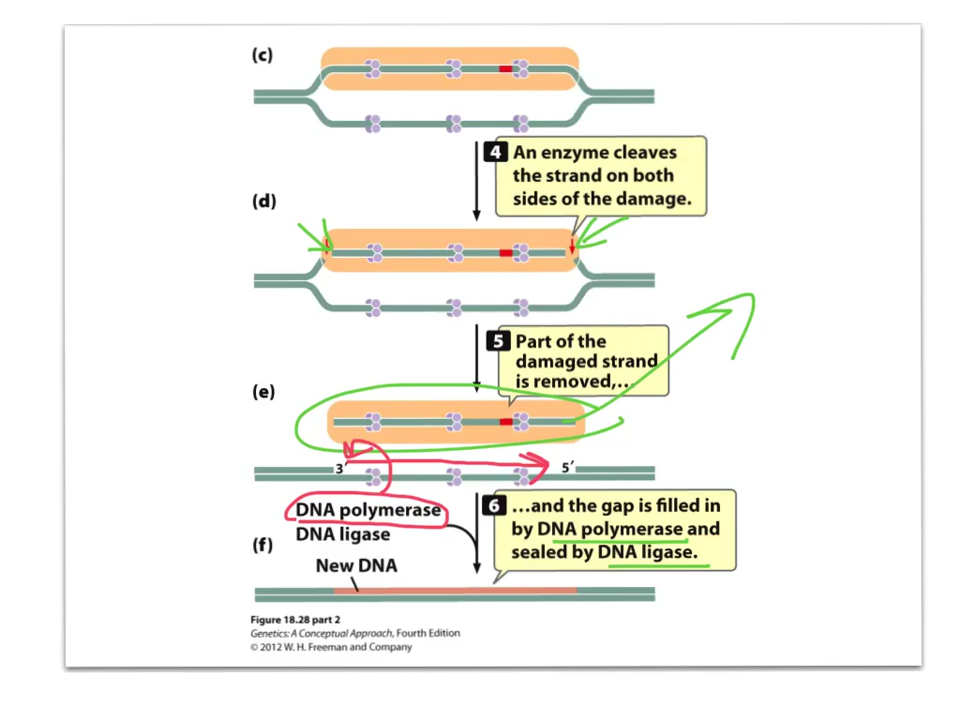 (c)
4 An enzyme cleaves
the strand on both
sides of the damage.
(d)
5 Part of the
damaged strand
is removed,…
(e)
3′ 5′
DNA polymerase
DNA ligase
6 …and the gap is filled in
by DNA polymerase and
sealed by DNA ligase.
(f)
New DNA
Figure 18.28 part 2
Genetics: A Conceptual Approach, Fourth Edition
© 2012 W. H. Freeman and Company